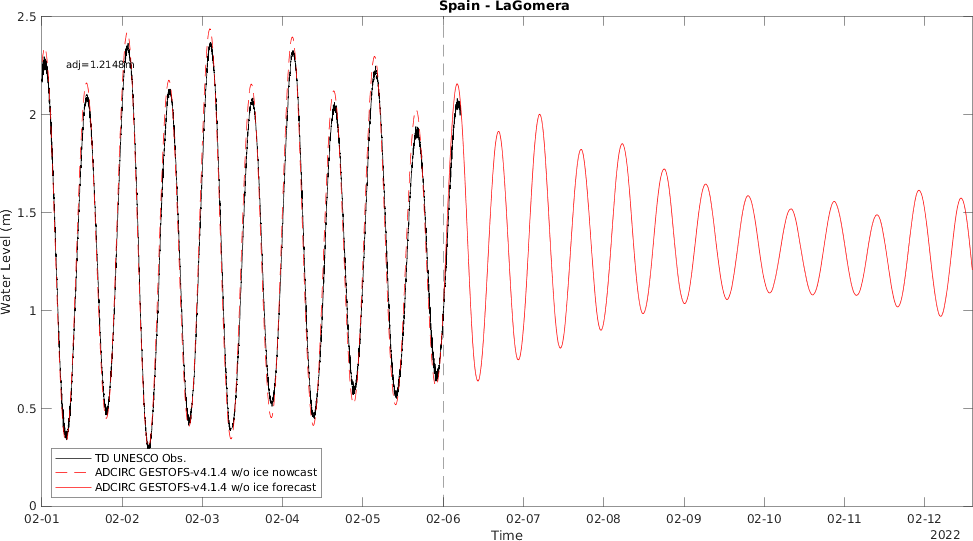 Spain - LaGomera
2.5
adj=1.2148m
2
1.5
Water Level (m)
1
0.5
TD UNESCO Obs.
ADCIRC GESTOFS-v4.1.4 w/o ice nowcast
ADCIRC GESTOFS-v4.1.4 w/o ice forecast
0
02-01 02-02 02-03 02-04 02-05 02-06 02-07 02-08 02-09 02-10 02-11 02-12
Time
2022